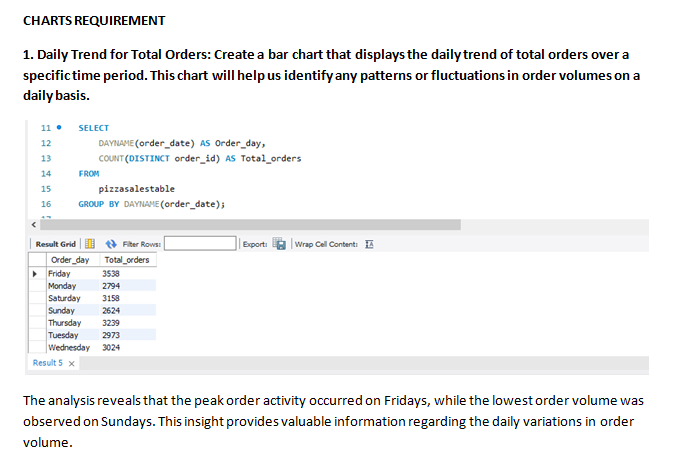 CHARTS REQUIREMENT
1. Daily Trend for Total Orders: Create a bar chart that displays the daily trend of total orders over a
specific time period. This chart will help us identify any patterns or fluctuations in order volumes on a
daily basis.
11 SELECT
12 DAYNAME(order_date) AS Order_day,
13 COUNT(DISTINCT order_id) AS Total_orders
14 FROM
15 pizzasalestable
16 GROUP BY DAYNAME(order_date);
Result Grid Filter Rows: Export: Wrap Cell Content:
Order_day Total_orders
Friday 3538
Monday 2794
Saturday 3158
Sunday 2624
Thursday 3239
Tuesday 2973
Wednesday 3024
Result 5 x
The analysis reveals that the peak order activity occurred on Fridays, while the lowest order volume was
observed on Sundays. This insight provides valuable information regarding the daily variations in order
volume.